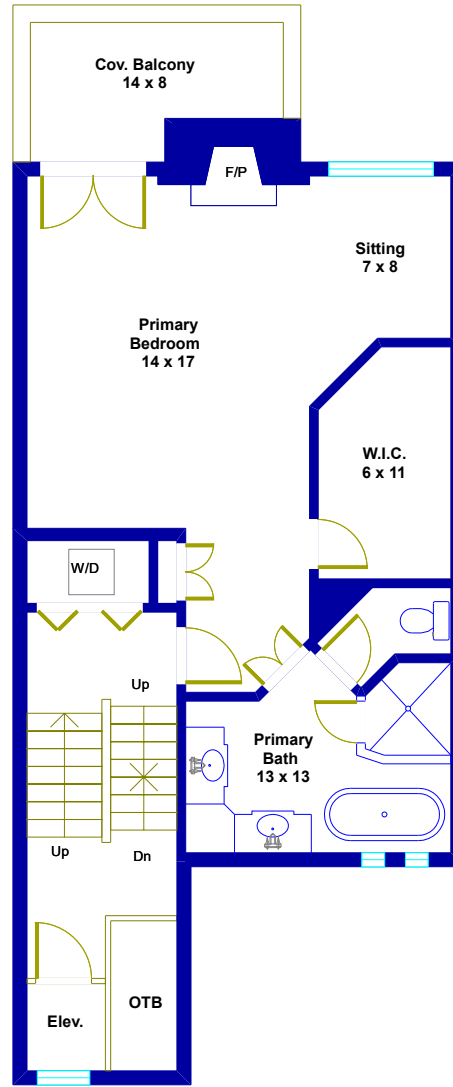 Cov. Balcony
14 x 8
F/P
Sitting
7 x 8
Primary
Bedroom
14 x 17
W.I.C.
6 x 11
W/D
Up
Primary
Bath
13 x 13
Up
Dn
OTB
Elev.